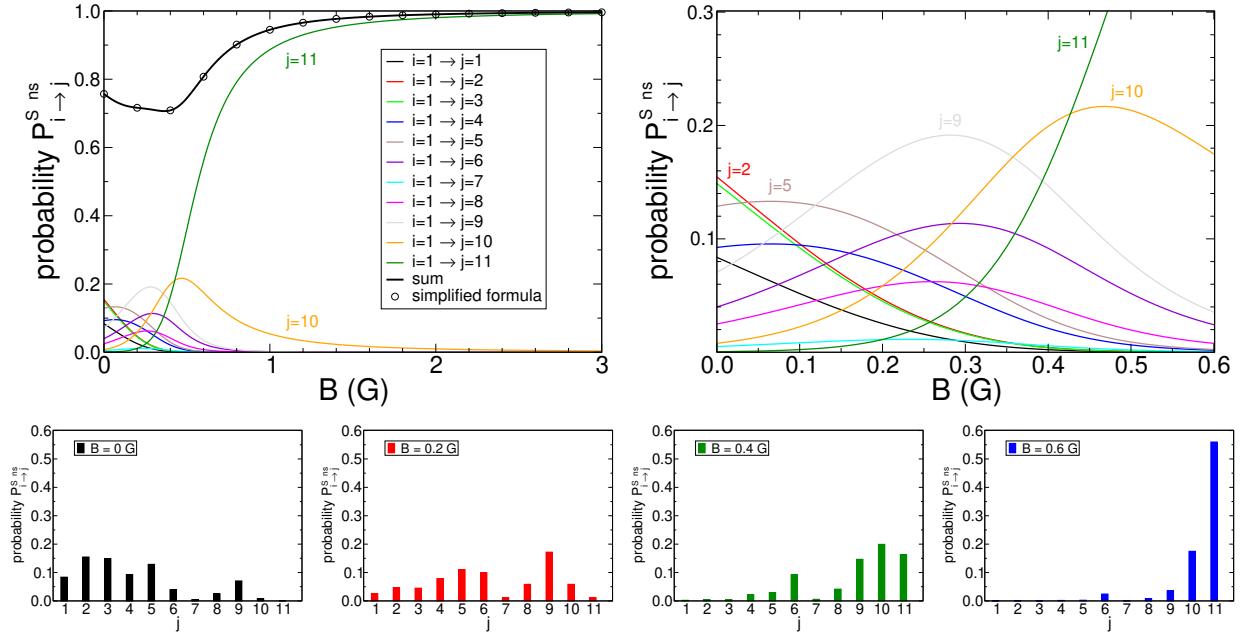 probability P^{S ns}_{i→j}
1.0
0.8
0.6
0.4
0.2
0.0
j=11
i=1 → j=1
i=1 → j=2
i=1 → j=3
i=1 → j=4
i=1 → j=5
i=1 → j=6
i=1 → j=7
i=1 → j=8
i=1 → j=9
i=1 → j=10
i=1 → j=11
sum
simplified formula
j=10
0 1 2 3
B (G)
probability P^{S ns}_{i→j}
0.3
0.2
0.1
0
j=11
j=10
j=9
j=2
j=5
0.0 0.1 0.2 0.3 0.4 0.5 0.6
B (G)
probability P^{S ns}_{i→j}
0.6
0.5
0.4
0.3
0.2
0.1
0.0
B = 0 G
1 2 3 4 5 6 7 8 9 10 11
j
probability P^{S ns}_{i→j}
0.6
0.5
0.4
0.3
0.2
0.1
0.0
B = 0.2 G
1 2 3 4 5 6 7 8 9 10 11
j
probability P^{S ns}_{i→j}
0.6
0.5
0.4
0.3
0.2
0.1
0.0
B = 0.4 G
1 2 3 4 5 6 7 8 9 10 11
j
probability P^{S ns}_{i→j}
0.6
0.5
0.4
0.3
0.2
0.1
0.0
B = 0.6 G
1 2 3 4 5 6 7 8 9 10 11
j